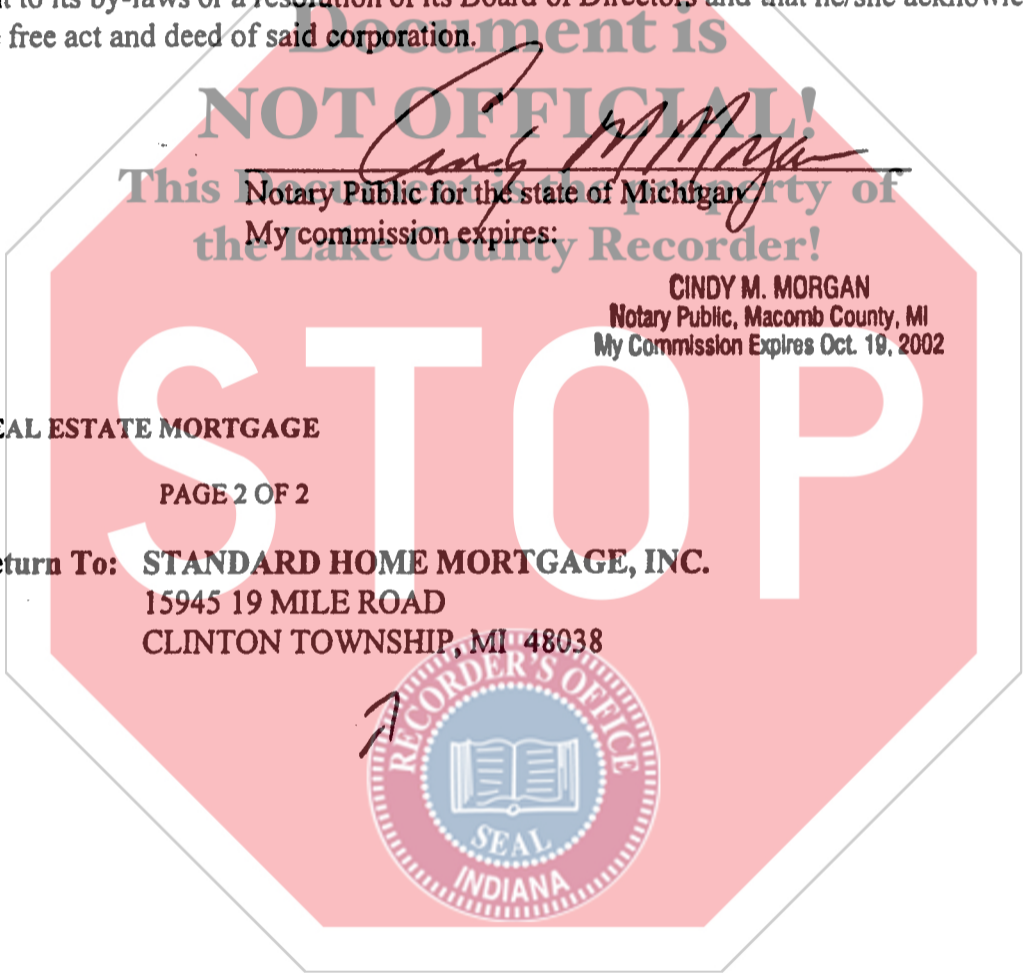 to its by-laws or a resolution of its Board of Directors and that he/she
free act and deed of said corporation.
Document is
NOT OFFICIAL!
This Document is the property of
the Lake County Recorder!
Cindy M Morgan
Notary Public for the state of Michigan
My commission expires:
CINDY M. MORGAN
Notary Public, Macomb County, MI
My Commission Expires Oct. 19, 2002
STOP
EAL ESTATE MORTGAGE
PAGE 2 OF 2
eturn To: STANDARD HOME MORTGAGE, INC.
15945 19 MILE ROAD
CLINTON TOWNSHIP, MI 48038
RECORDER'S OFFICE
SEAL
INDIANA